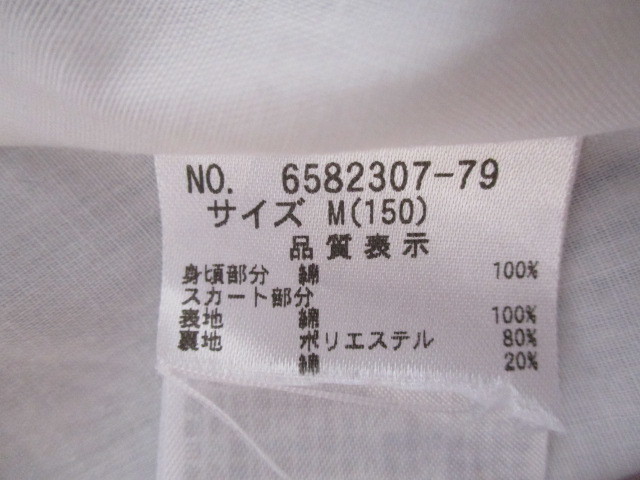 NO. 6582307-79
サイズ M(150)
品質表示
身頃部分 綿 100%
スカート部分
表地 綿 100%
裏地 ポリエステル 80%
綿 20%